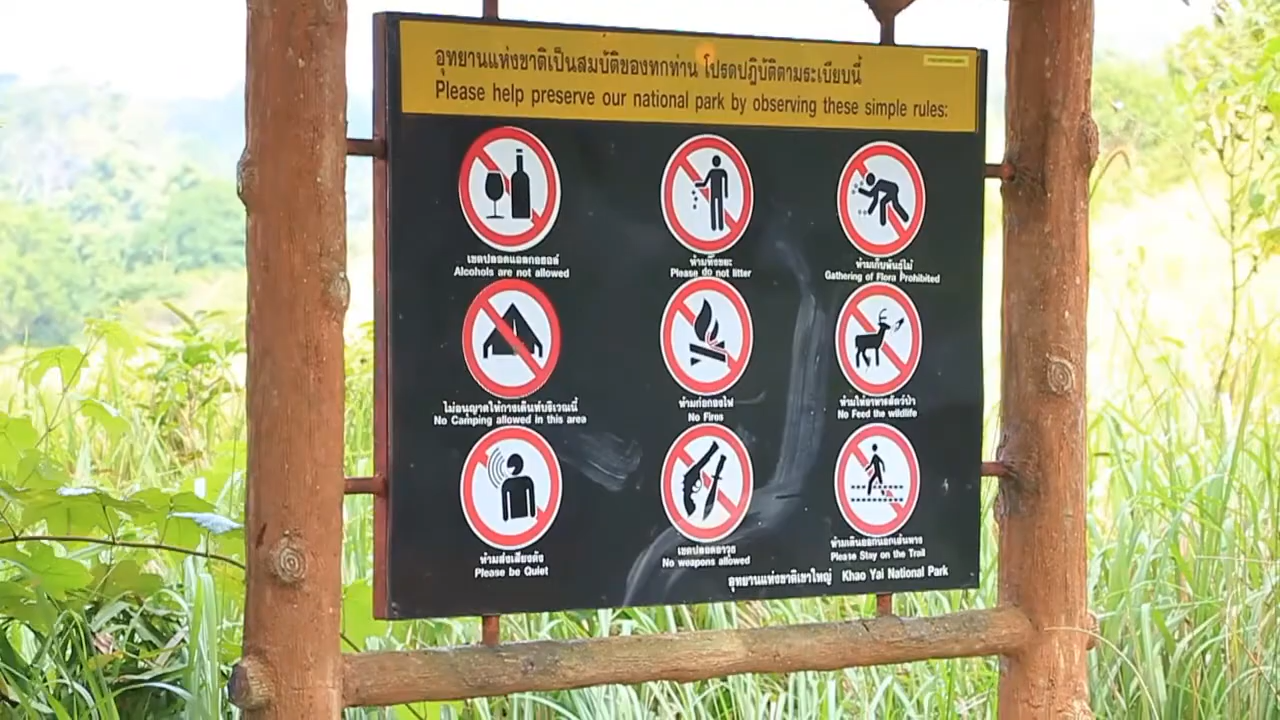 อุทยานแห่งชาติเป็นสมบัติของทุกท่าน โปรดปฏิบัติตามระเบียบนี้
Please help preserve our national park by observing these simple rules:
เขตปลอดแอลกอฮอล์
Alcohols are not allowed
ห้ามทิ้งขยะ
Please do not litter
ห้ามเก็บพันธุ์ไม้
Gathering of Flora Prohibited
ไม่อนุญาตให้กางเต็นท์บริเวณนี้
No Camping allowed in this area
ห้ามก่อกองไฟ
No Fires
ห้ามให้อาหารสัตว์ป่า
No Feed the wildlife
ห้ามส่งเสียงดัง
Please be Quiet
เขตปลอดอาวุธ
No weapons allowed
ห้ามเดินออกนอกเส้นทาง
Please Stay on the Trail
อุทยานแห่งชาติเขาใหญ่ Khao Yai National Park